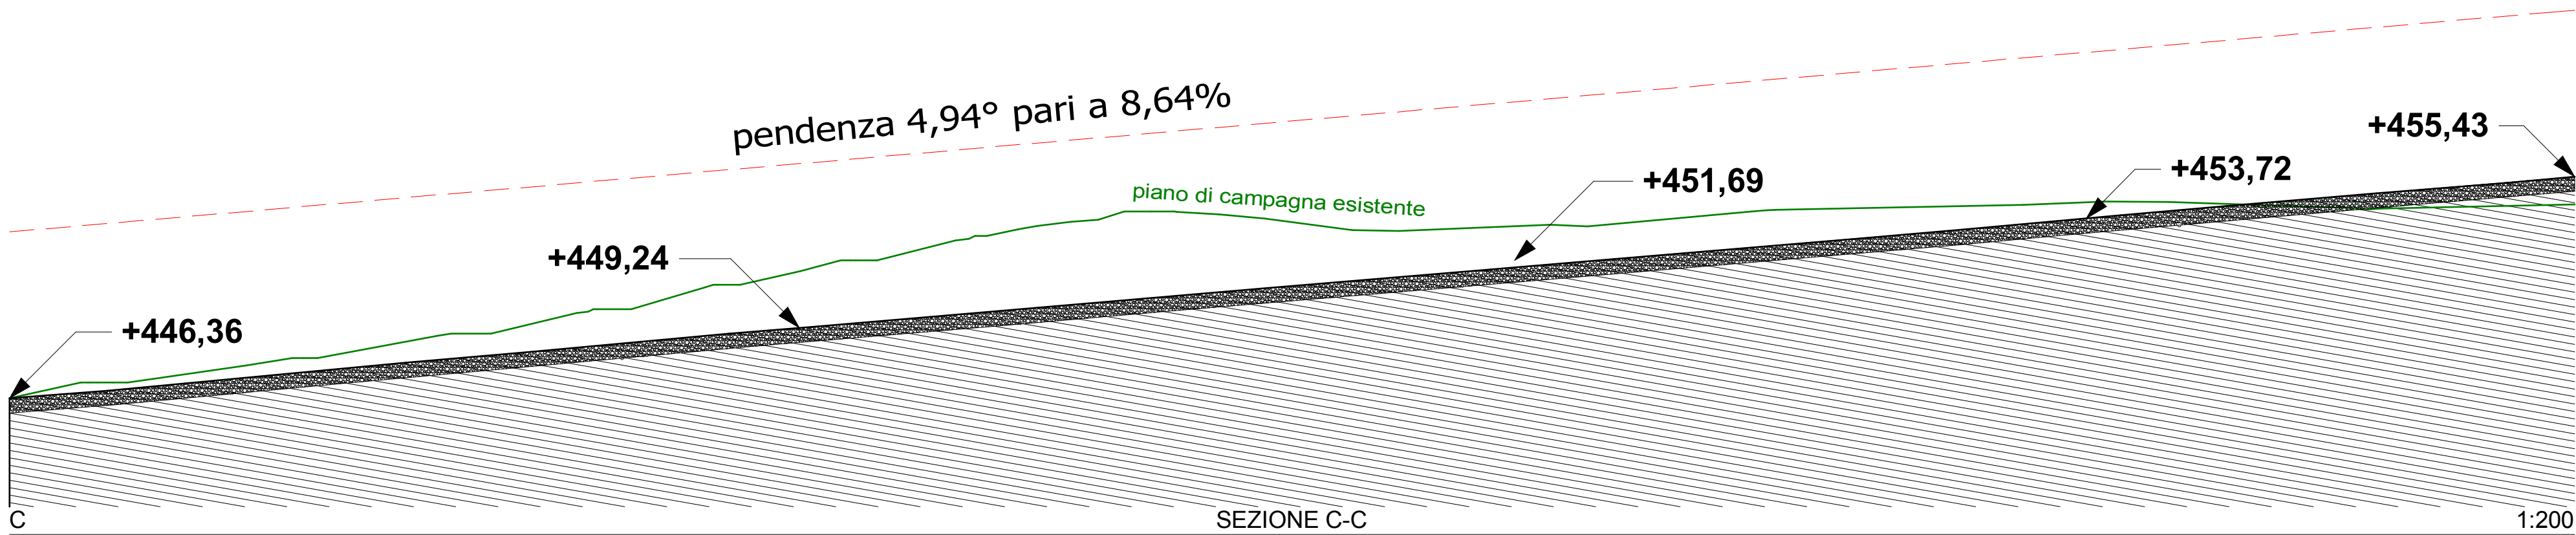 pendenza 4,94° pari a 8,64%
+455,43
+453,72
+451,69
piano di campagna esistente
+449,24
+446,36
C
SEZIONE C-C
1:200